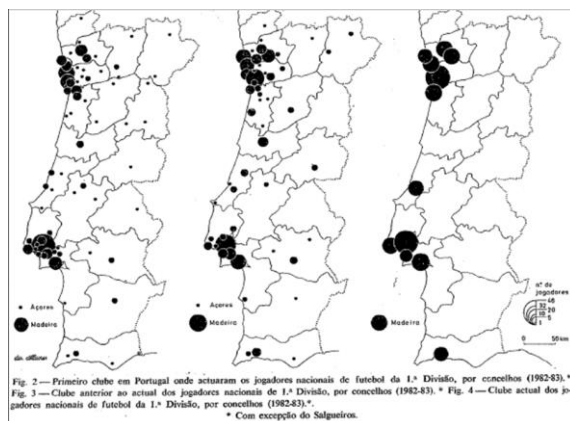 Açores
Madeira
Açores
Madeira
Madeira
nº de
jogadores
46
32
20
10
5
1
0 50 km
Fig. 2 — Primeiro clube em Portugal onde actuaram os jogadores nacionais de futebol da 1.ª Divisão, por concelhos (1982-83).*
Fig. 3 — Clube anterior ao actual dos jogadores nacionais de 1.ª Divisão, por concelhos (1982-83). * Fig. 4 — Clube actual dos jo-
gadores nacionais de futebol da 1.ª Divisão, por concelhos (1982-83).*.
* Com excepção do Salgueiros.